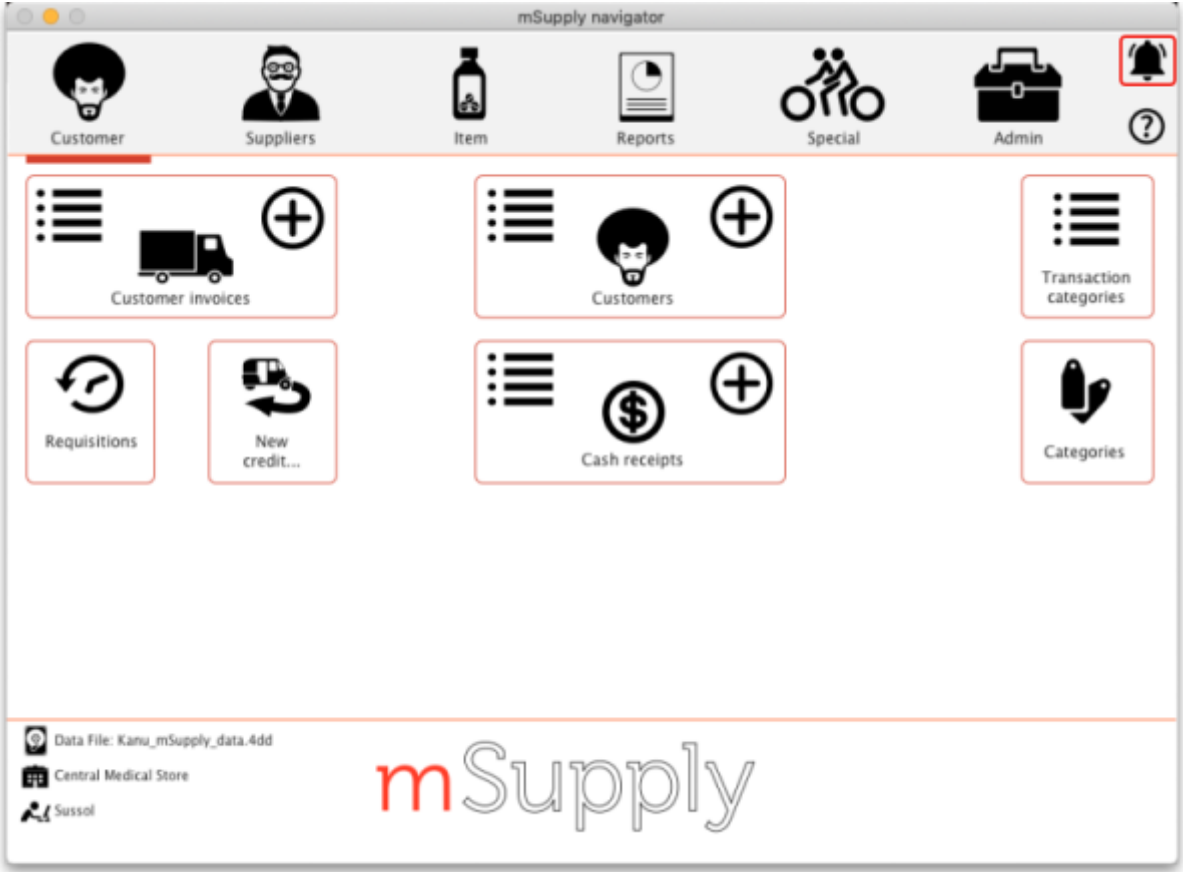 mSupply navigator
Customer
Suppliers
Item
Reports
Special
Admin
?
Customer invoices
Customers
Transaction
categories
Requisitions
New
credit...
$
Cash receipts
Categories
Data File: Kanu_mSupply_data.4dd
Central Medical Store
Sussol
mSupply